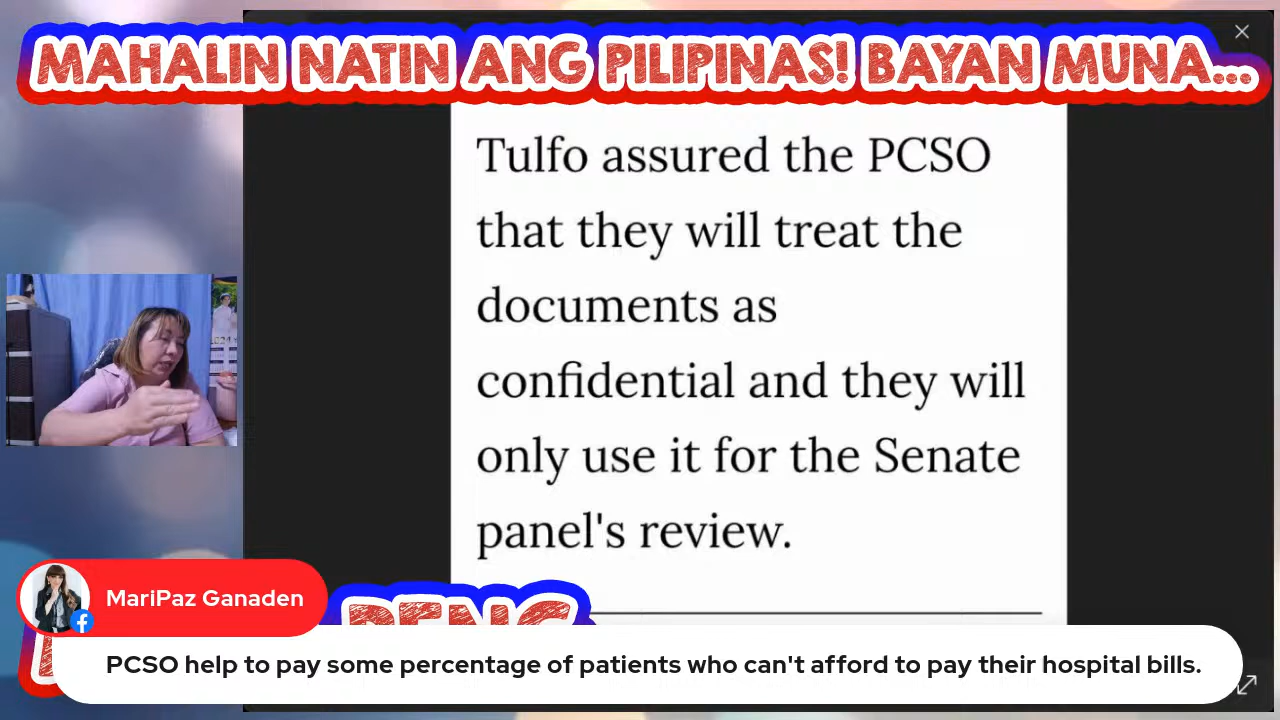 MAHALIN NATIN ANG PILIPINAS! BAYAN MUNA...
Tulfo assured the PCSO
that they will treat the
documents as
confidential and they will
only use it for the Senate
panel's review.
MariPaz Ganaden
PCSO help to pay some percentage of patients who can't afford to pay their hospital bills.